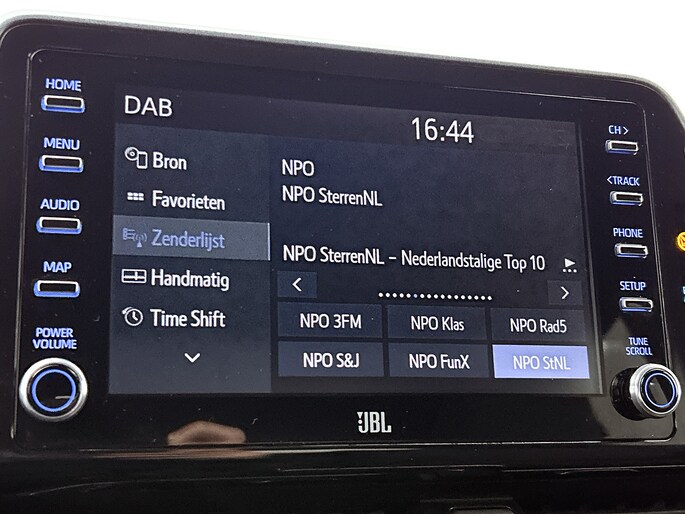 HOME
MENU
AUDIO
MAP
POWER
VOLUME
DAB
16:44
Bron
Favorieten
Zenderlijst
Handmatig
Time Shift
NPO
NPO SterrenNL
NPO SterrenNL – Nederlandstalige Top 10
NPO 3FM
NPO Klas
NPO Rad5
NPO S&J
NPO FunX
NPO StNL
CH >
< TRACK
PHONE
SETUP
TUNE
SCROLL
JBL